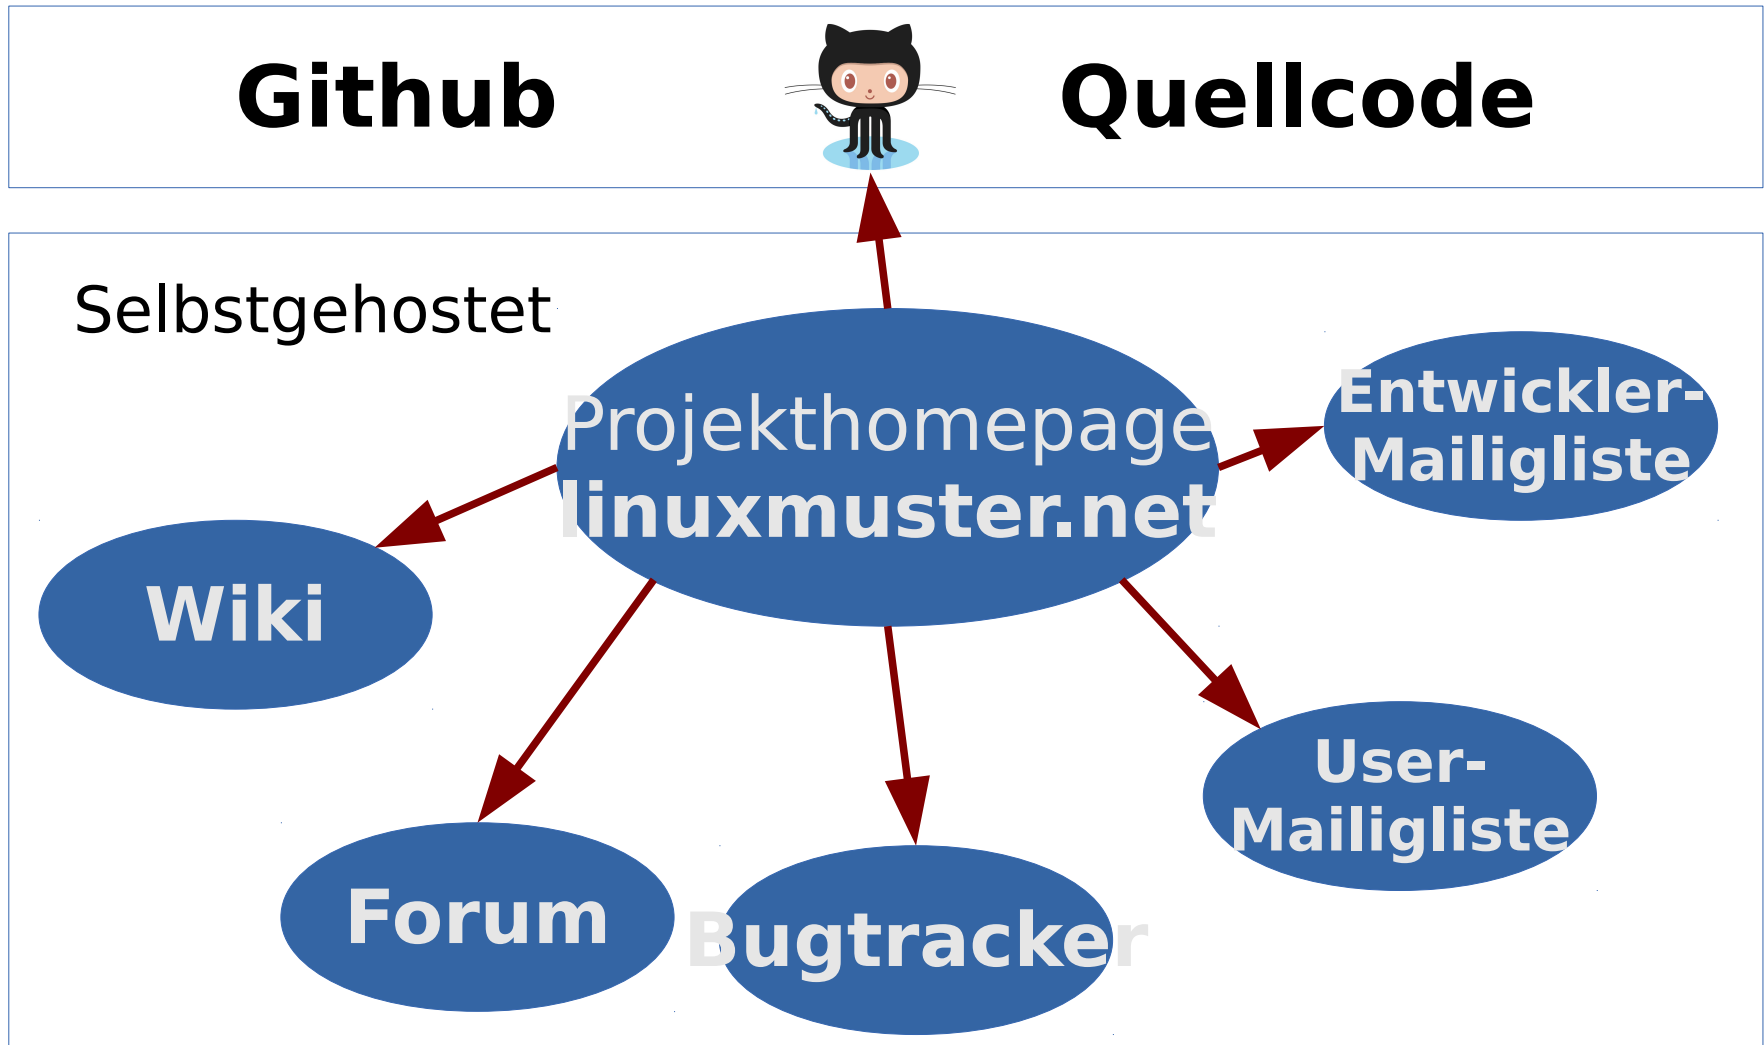 Github
Quellcode
Selbstgehostet
Projekthomepage
linuxmuster.net
Entwickler-
Mailigliste
Wiki
User-
Mailigliste
Forum
Bugtracker